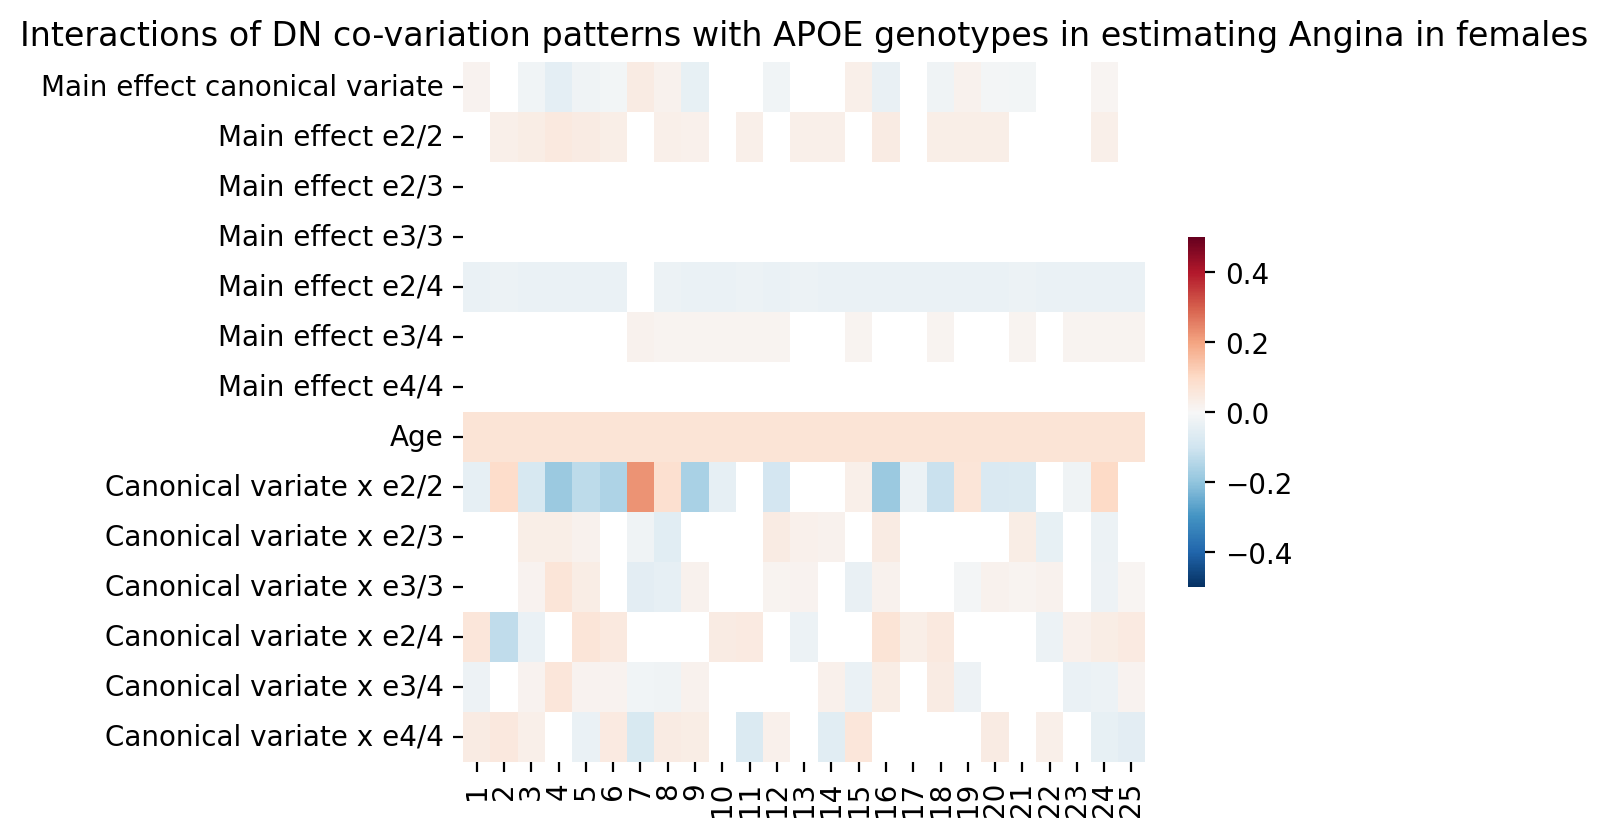 Interactions of DN co-variation patterns with APOE genotypes in estimating Angina in females
Main effect canonical variate
Main effect e2/2
Main effect e2/3
Main effect e3/3
Main effect e2/4
Main effect e3/4
Main effect e4/4
Age
Canonical variate x e2/2
Canonical variate x e2/3
Canonical variate x e3/3
Canonical variate x e2/4
Canonical variate x e3/4
Canonical variate x e4/4
1 2 3 4 5 6 7 8 9 10 11 12 13 14 15 16 17 18 19 20 21 22 23 24 25
0.4
0.2
0.0
−0.2
−0.4